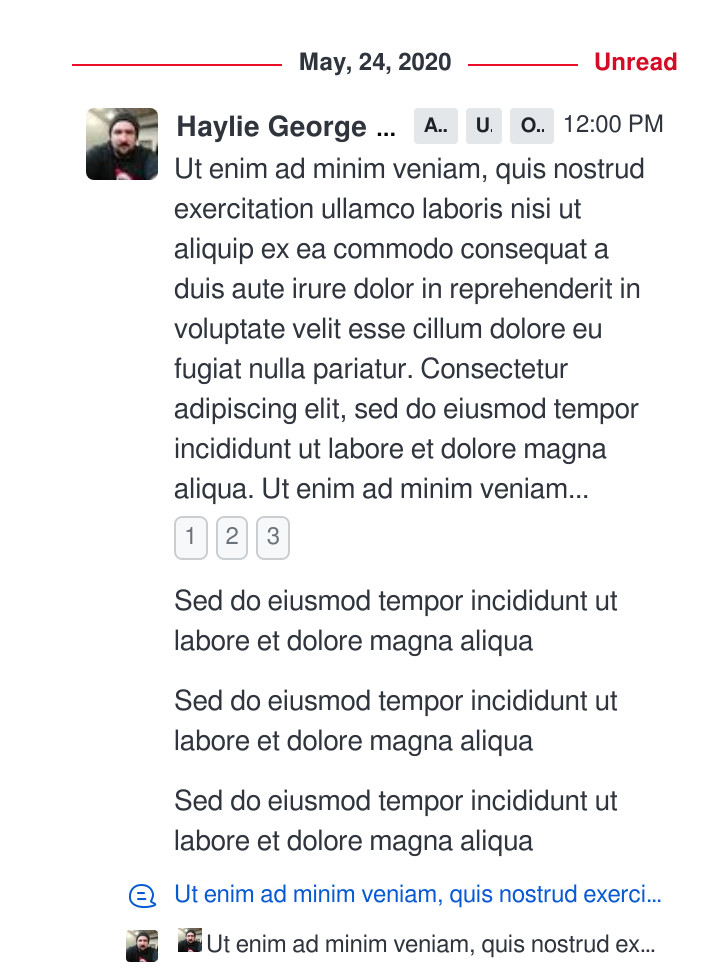 May, 24, 2020 Unread
Haylie George ... A.. U. O.. 12:00 PM
Ut enim ad minim veniam, quis nostrud
exercitation ullamco laboris nisi ut
aliquip ex ea commodo consequat a
duis aute irure dolor in reprehenderit in
voluptate velit esse cillum dolore eu
fugiat nulla pariatur. Consectetur
adipiscing elit, sed do eiusmod tempor
incididunt ut labore et dolore magna
aliqua. Ut enim ad minim veniam...
1 2 3
Sed do eiusmod tempor incididunt ut
labore et dolore magna aliqua
Sed do eiusmod tempor incididunt ut
labore et dolore magna aliqua
Sed do eiusmod tempor incididunt ut
labore et dolore magna aliqua
Ut enim ad minim veniam, quis nostrud exerci...
Ut enim ad minim veniam, quis nostrud ex...